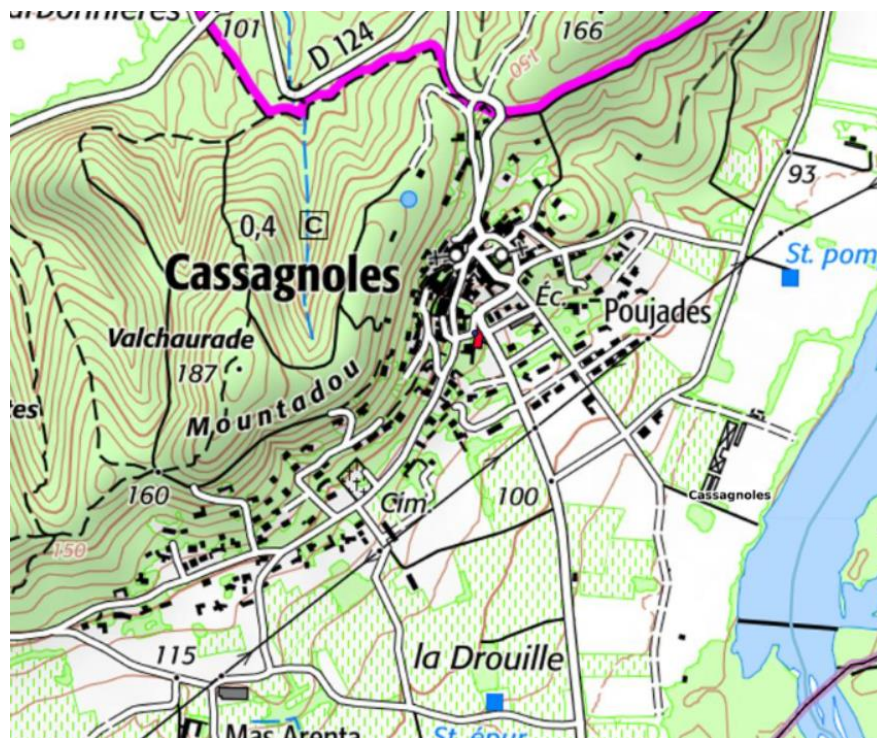 101
D 124
166
150
93
0,4
C
Cassagnoles
St. pom
Éc.
Poujades
Valchaurade
187
Mountadou
tes
160
Cim.
100
Cassagnoles
150
115
la Drouille
Mas Arenta
St. épur